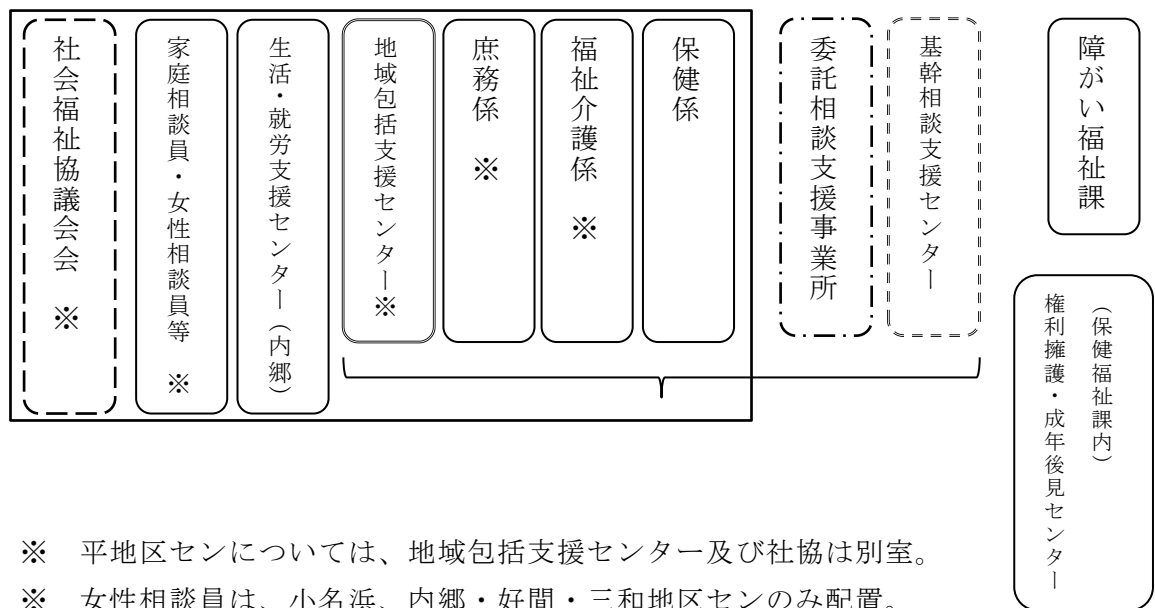 障がい福祉課
（保健福祉課内）
権利擁護・成年後見センター
基幹相談支援センター
委託相談支援事業所
保健係
福祉介護係　※
庶務係　※
地域包括支援センター※
生活・就労支援センター（内郷）
家庭相談員・女性相談員等　※
社会福祉協議会会　※
※　平地区センについては、地域包括支援センター及び社協は別室。
※　女性相談員は、小名浜、内郷・好間・三和地区センのみ配置。